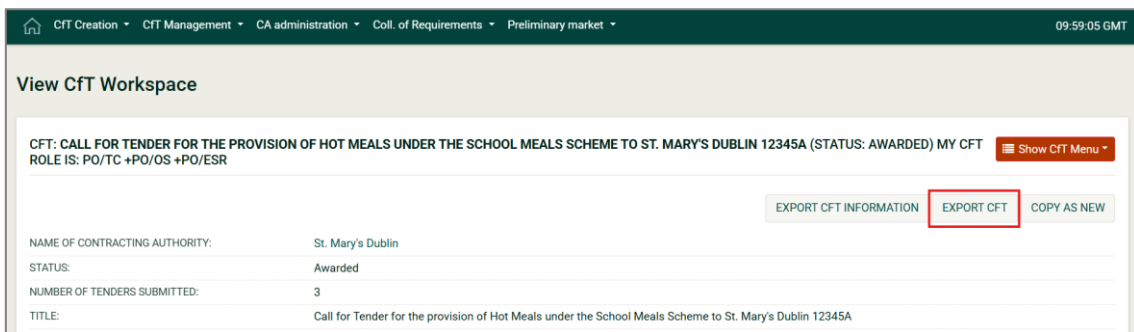 CfT Creation CfT Management CA administration Coll. of Requirements Preliminary market 09:59:05 GMT
View CfT Workspace
CFT: CALL FOR TENDER FOR THE PROVISION OF HOT MEALS UNDER THE SCHOOL MEALS SCHEME TO ST. MARY'S DUBLIN 12345A (STATUS: AWARDED) MY CFT
ROLE IS: PO/TC +PO/OS +PO/ESR
Show CfT Menu
EXPORT CFT INFORMATION EXPORT CFT COPY AS NEW
NAME OF CONTRACTING AUTHORITY: St. Mary's Dublin
STATUS: Awarded
NUMBER OF TENDERS SUBMITTED: 3
TITLE: Call for Tender for the provision of Hot Meals under the School Meals Scheme to St. Mary's Dublin 12345A